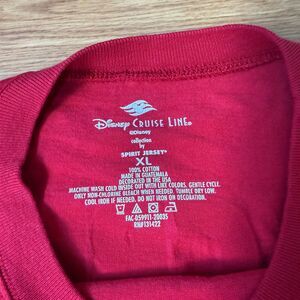 Disney CRUISE LINE®
©Disney
collection
by
SPIRIT JERSEY®
XL
100% COTTON
MADE IN GUATEMALA
DECORATED IN THE USA
MACHINE WASH COLD INSIDE OUT WITH LIKE COLORS. GENTLE CYCLE.
ONLY NON-CHLORINE BLEACH WHEN NEEDED. TUMBLE DRY LOW.
COOL IRON IF NEEDED. DO NOT IRON ON DECORATION.
FAC-059911-20035
RN#131422